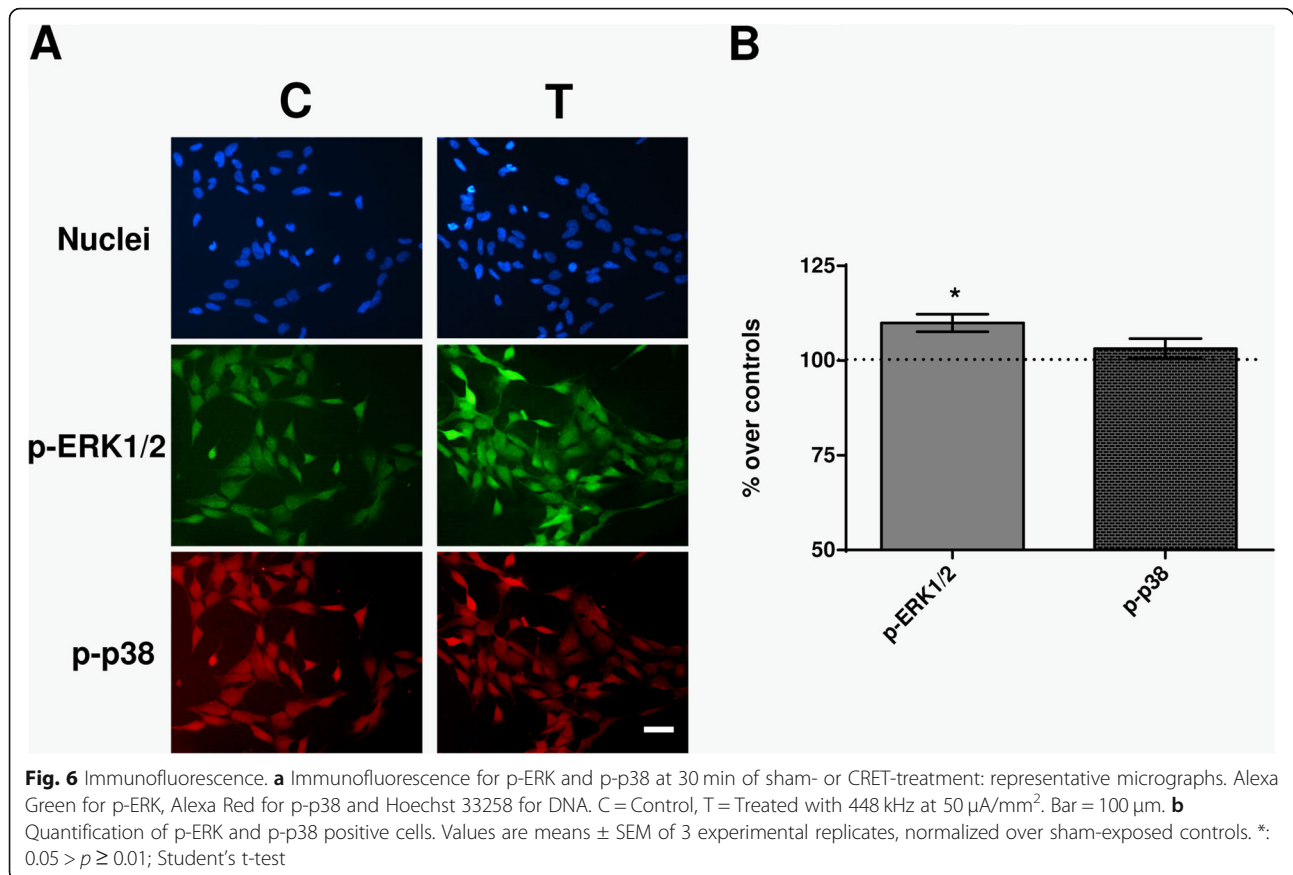 A
B
C
T
Nuclei
p-ERK1/2
p-p38
125
100
75
50
% over controls
*
p-ERK1/2
p-p38
Fig. 6 Immunofluorescence. a Immunofluorescence for p-ERK and p-p38 at 30 min of sham- or CRET-treatment: representative micrographs. Alexa
Green for p-ERK, Alexa Red for p-p38 and Hoechst 33258 for DNA. C = Control, T = Treated with 448 kHz at 50 μA/mm². Bar = 100 μm. b
Quantification of p-ERK and p-p38 positive cells. Values are means ± SEM of 3 experimental replicates, normalized over sham-exposed controls. *:
0.05 > p ≥ 0.01; Student's t-test